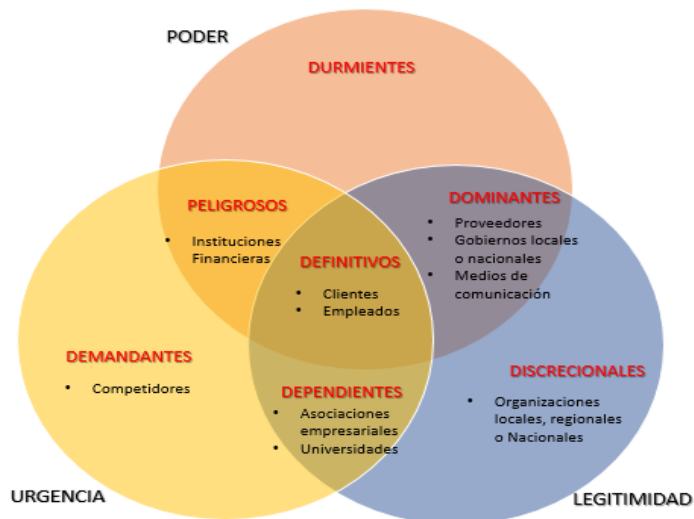 PODER
DURMIENTES
PELIGROSOS
• Instituciones
Financieras
DOMINANTES
• Proveedores
• Gobiernos locales
o nacionales
• Medios de
comunicación
DEFINITIVOS
• Clientes
• Empleados
DEMANDANTES
• Competidores
DEPENDIENTES
• Asociaciones
empresariales
• Universidades
DISCRECIONALES
• Organizaciones
locales, regionales
o Nacionales
URGENCIA
LEGITIMIDAD